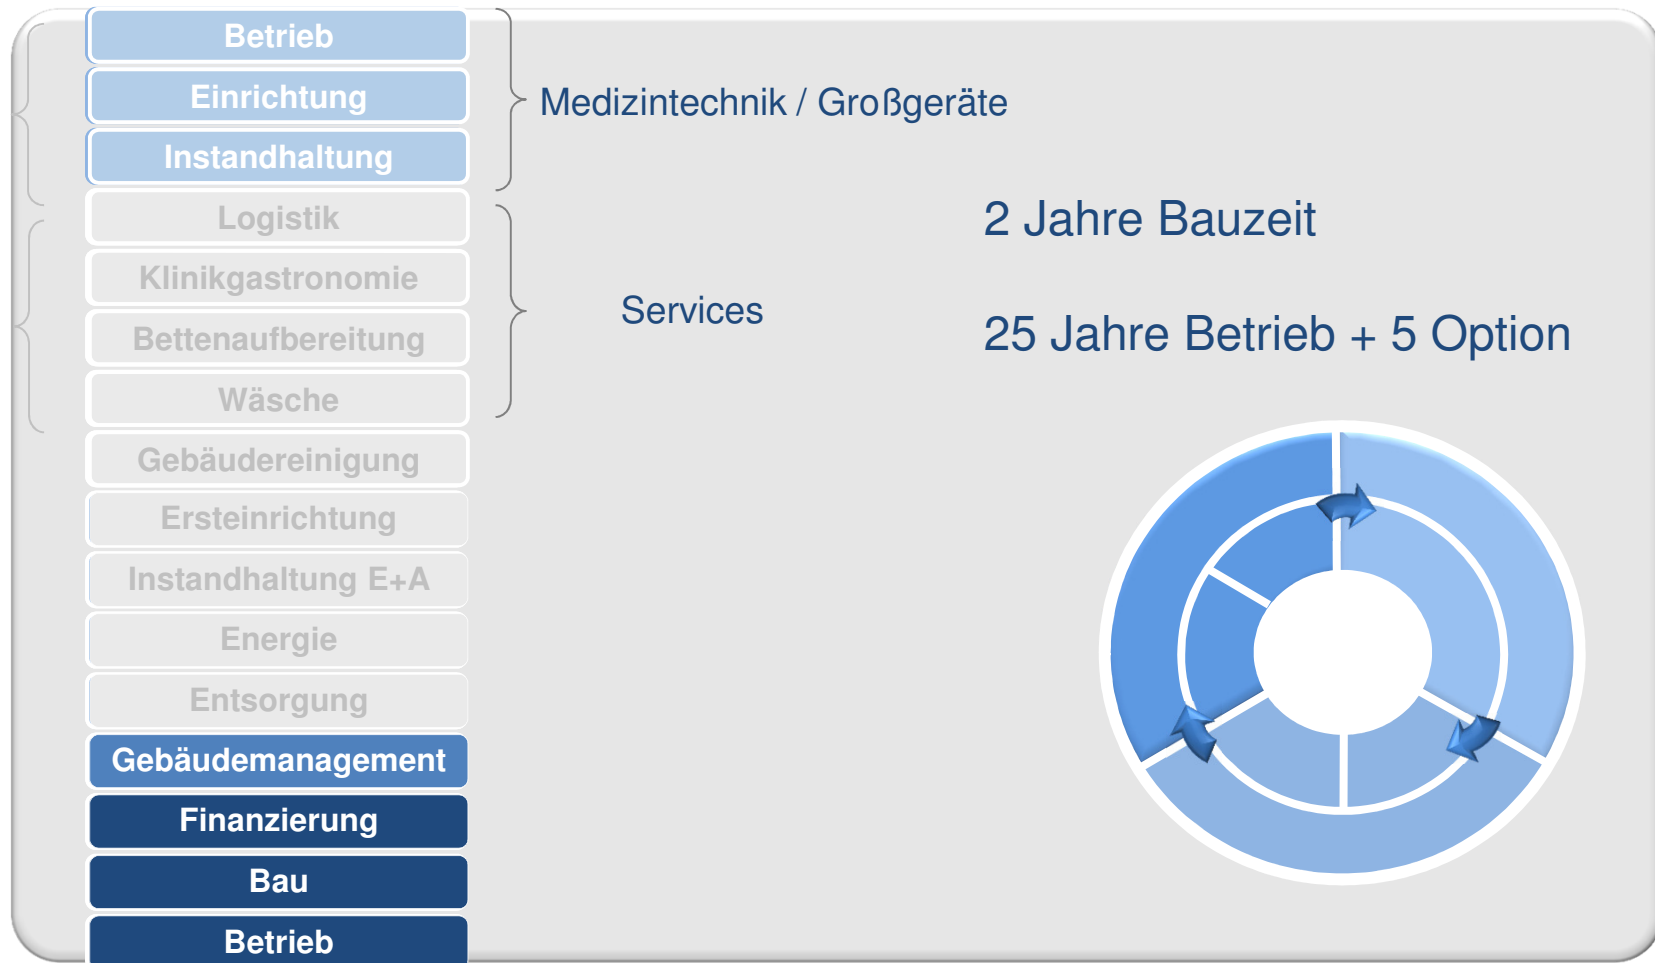 Betrieb
Einrichtung
Instandhaltung
Medizintechnik / Großgeräte
Logistik
Klinikgastronomie
Bettenaufbereitung
Wäsche
Services
2 Jahre Bauzeit
25 Jahre Betrieb + 5 Option
Gebäudereinigung
Ersteinrichtung
Instandhaltung E+A
Energie
Entsorgung
Gebäudemanagement
Finanzierung
Bau
Betrieb